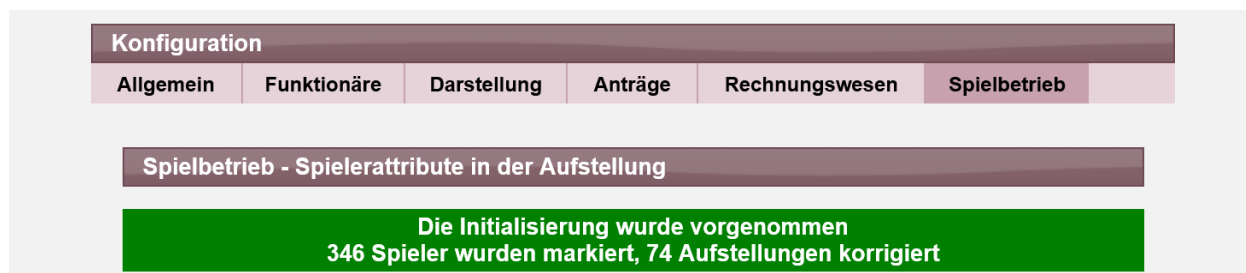 Konfiguration
Allgemein Funktionäre Darstellung Anträge Rechnungswesen Spielbetrieb
Spielbetrieb - Spielerattribute in der Aufstellung
Die Initialisierung wurde vorgenommen
346 Spieler wurden markiert, 74 Aufstellungen korrigiert